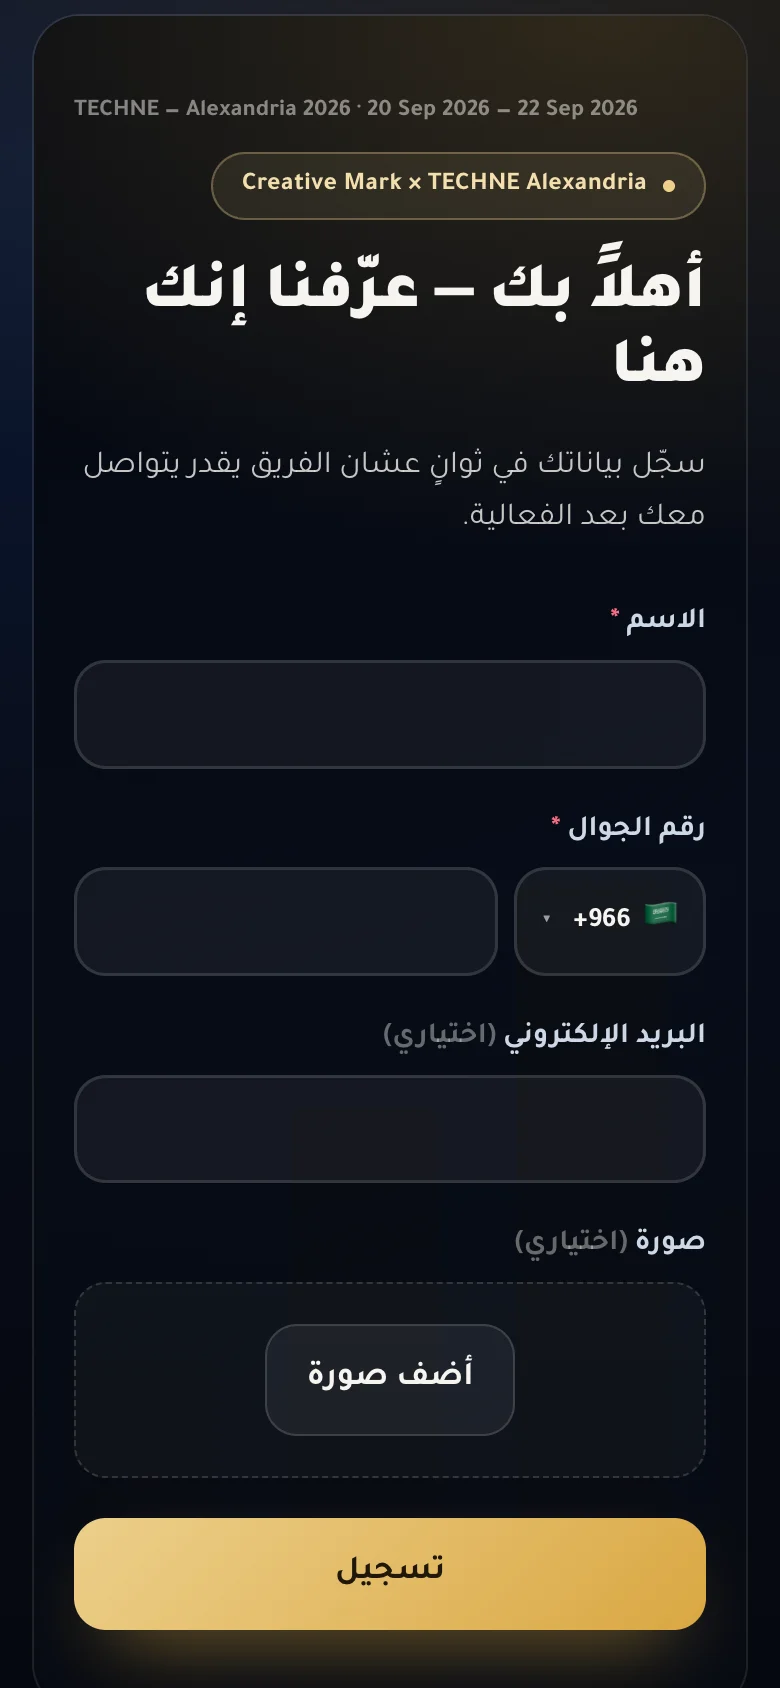 TECHNE — Alexandria 2026 · 20 Sep 2026 — 22 Sep 2026
Creative Mark × TECHNE Alexandria
أهلاً بك — عرّفنا إنك
هنا
سجّل بياناتك في ثوانٍ عشان الفريق يقدر يتواصل
معك بعد الفعالية.
الاسم *
رقم الجوال *
+966
البريد الإلكتروني (اختياري)
صورة (اختياري)
أضف صورة
تسجيل